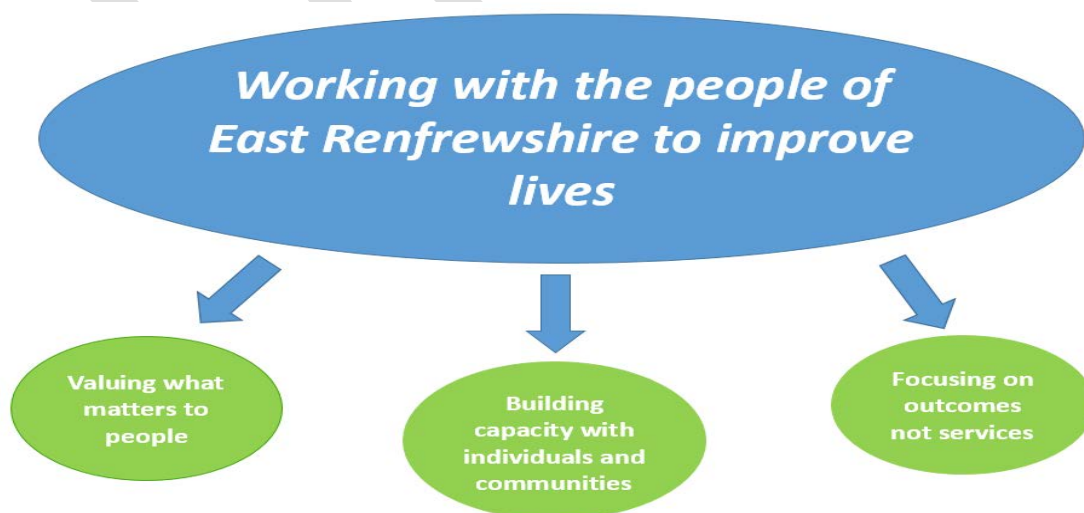 Working with the people of
East Renfrewshire to improve
lives
Valuing what
matters to
people
Building
capacity with
individuals and
communities
Focusing on
outcomes
not services